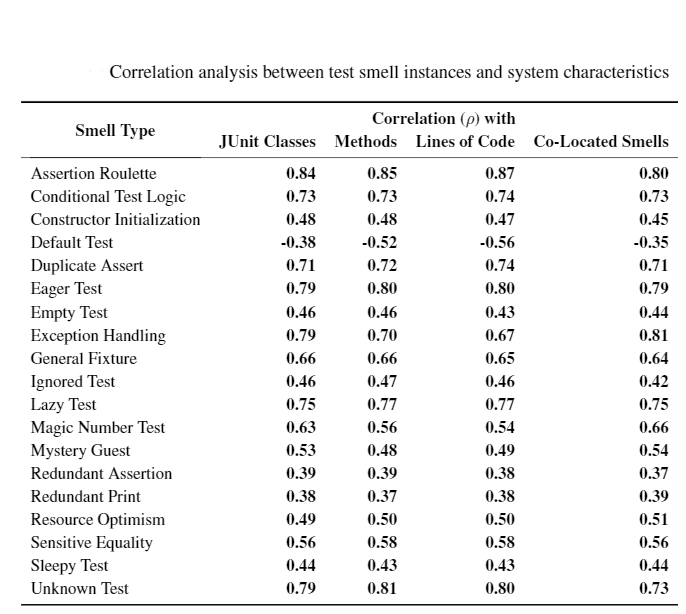 Correlation analysis between test smell instances and system characteristics
Smell Type
Correlation (ρ) with
JUnit Classes Methods Lines of Code Co-Located Smells
Assertion Roulette 0.84 0.85 0.87 0.80
Conditional Test Logic 0.73 0.73 0.74 0.73
Constructor Initialization 0.48 0.48 0.47 0.45
Default Test -0.38 -0.52 -0.56 -0.35
Duplicate Assert 0.71 0.72 0.74 0.71
Eager Test 0.79 0.80 0.80 0.79
Empty Test 0.46 0.46 0.43 0.44
Exception Handling 0.79 0.70 0.67 0.81
General Fixture 0.66 0.66 0.65 0.64
Ignored Test 0.46 0.47 0.46 0.42
Lazy Test 0.75 0.77 0.77 0.75
Magic Number Test 0.63 0.56 0.54 0.66
Mystery Guest 0.53 0.48 0.49 0.54
Redundant Assertion 0.39 0.39 0.38 0.37
Redundant Print 0.38 0.37 0.38 0.39
Resource Optimism 0.49 0.50 0.50 0.51
Sensitive Equality 0.56 0.58 0.58 0.56
Sleepy Test 0.44 0.43 0.43 0.44
Unknown Test 0.79 0.81 0.80 0.73